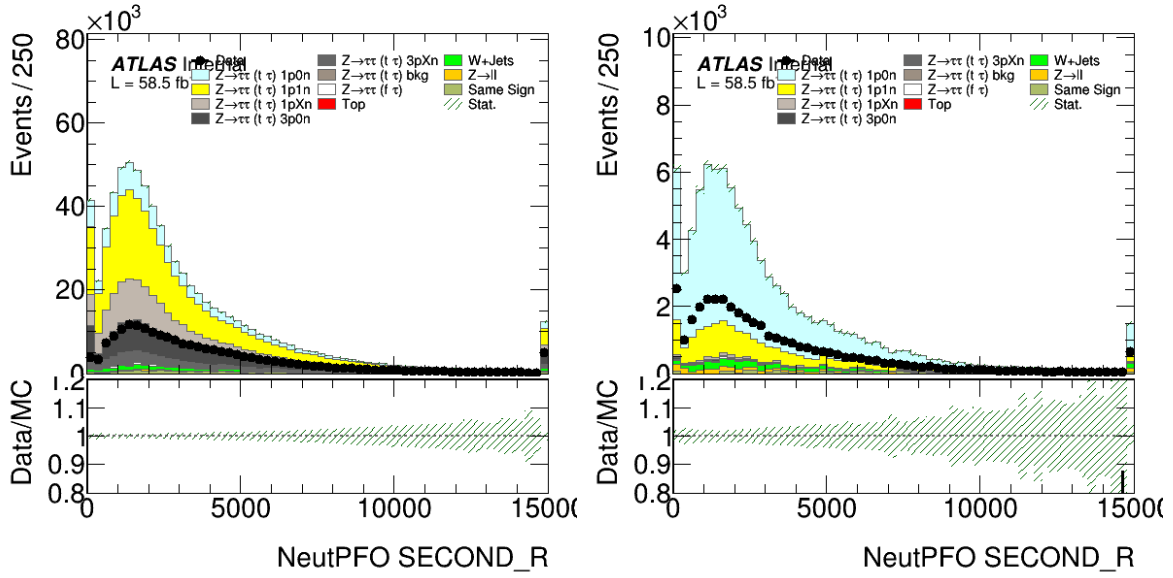 ×10³
Events / 250
80
60
40
20
0
ATLAS Internal
L = 58.5 fb
Data
Z→ττ (t τ) 1p0n
Z→ττ (t τ) 1p1n
Z→ττ (t τ) 1pXn
Z→ττ (t τ) 3p0n
Z→ττ (t τ) 3pXn
Z→ττ (t τ) bkg
Z→ττ (f τ)
Top
W+Jets
Z→ll
Same Sign
Stat.
Data/MC
1.2
1.1
1
0.9
0.8
0 5000 10000 15000
NeutPFO SECOND_R
×10³
Events / 250
10
8
6
4
2
0
ATLAS Internal
L = 58.5 fb
Data
Z→ττ (t τ) 1p0n
Z→ττ (t τ) 1p1n
Z→ττ (t τ) 1pXn
Z→ττ (t τ) 3p0n
Z→ττ (t τ) 3pXn
Z→ττ (t τ) bkg
Z→ττ (f τ)
Top
W+Jets
Z→ll
Same Sign
Stat.
Data/MC
1.2
1.1
1
0.9
0.8
0 5000 10000 15000
NeutPFO SECOND_R